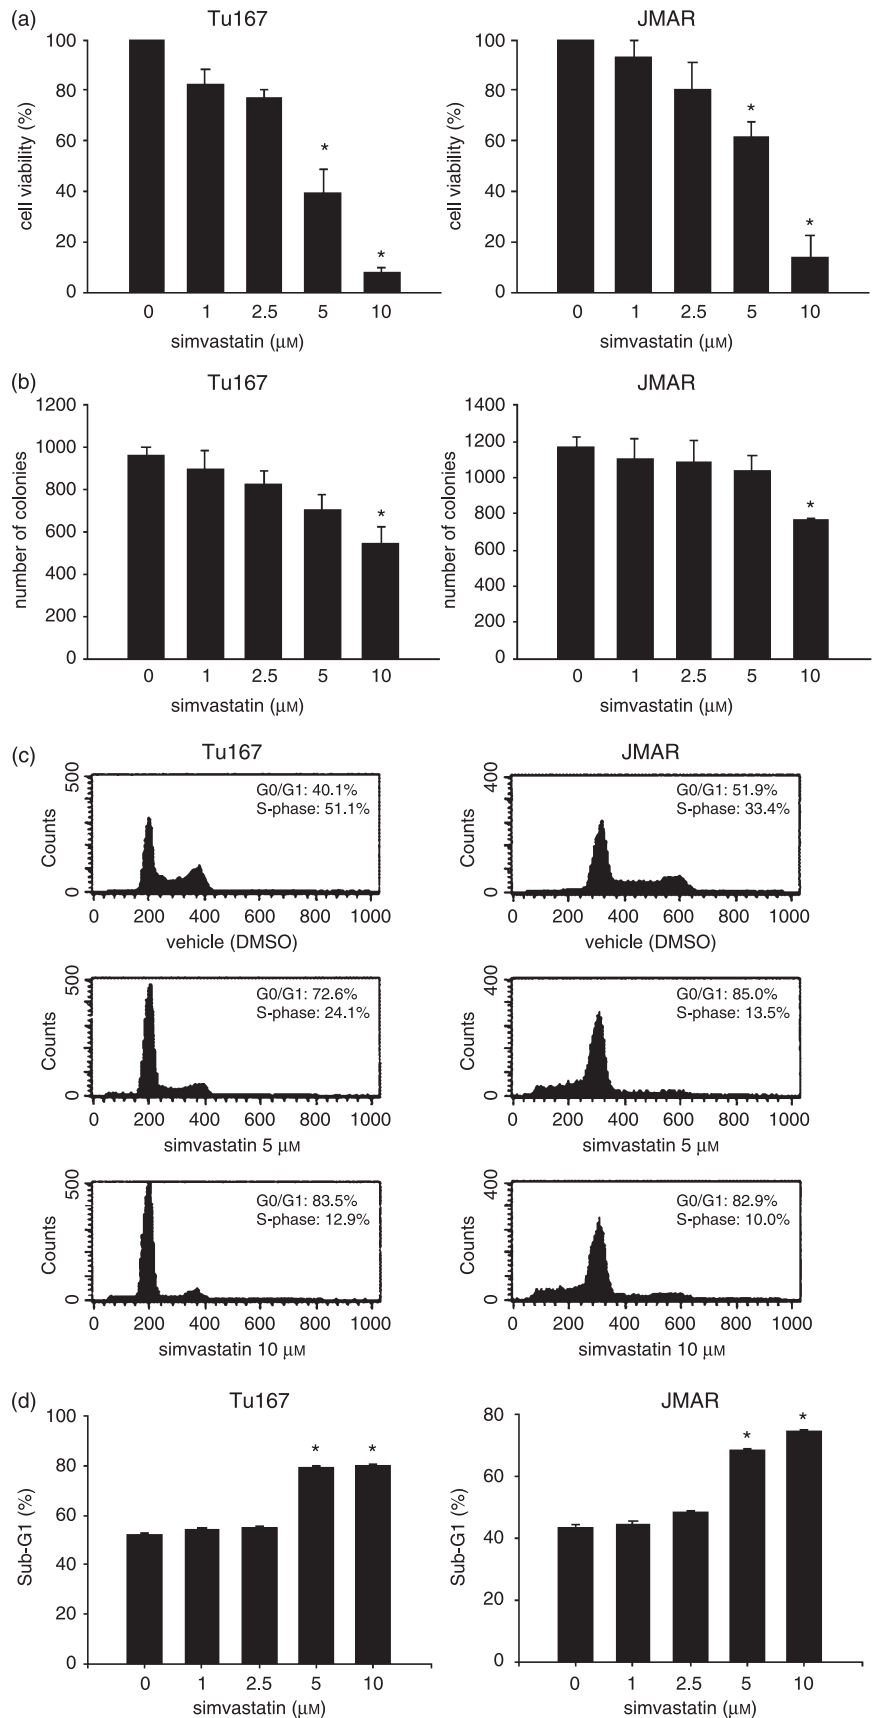 (a)
Tu167
cell viability (%)
100
80
60
40
20
0
*
*
0 1 2.5 5 10
simvastatin (µM)
JMAR
cell viability (%)
100
80
60
40
20
0
*
*
0 1 2.5 5 10
simvastatin (µM)
(b)
Tu167
number of colonies
1200
1000
800
600
400
200
0
*
0 1 2.5 5 10
simvastatin (µM)
JMAR
number of colonies
1400
1200
1000
800
600
400
200
0
*
0 1 2.5 5 10
simvastatin (µM)
(c)
Tu167
500
Counts
0
G0/G1: 40.1%
S-phase: 51.1%
0 200 400 600 800 1000
vehicle (DMSO)
JMAR
400
Counts
0
G0/G1: 51.9%
S-phase: 33.4%
0 200 400 600 800 1000
vehicle (DMSO)
500
Counts
0
G0/G1: 72.6%
S-phase: 24.1%
0 200 400 600 800 1000
simvastatin 5 µM
400
Counts
0
G0/G1: 85.0%
S-phase: 13.5%
0 200 400 600 800 1000
simvastatin 5 µM
500
Counts
0
G0/G1: 83.5%
S-phase: 12.9%
0 200 400 600 800 1000
simvastatin 10 µM
400
Counts
0
G0/G1: 82.9%
S-phase: 10.0%
0 200 400 600 800 1000
simvastatin 10 µM
(d)
Tu167
Sub-G1 (%)
100
80
60
40
20
0
* *
0 1 2.5 5 10
simvastatin (µM)
JMAR
Sub-G1 (%)
80
60
40
20
0
*
*
0 1 2.5 5 10
simvastatin (µM)